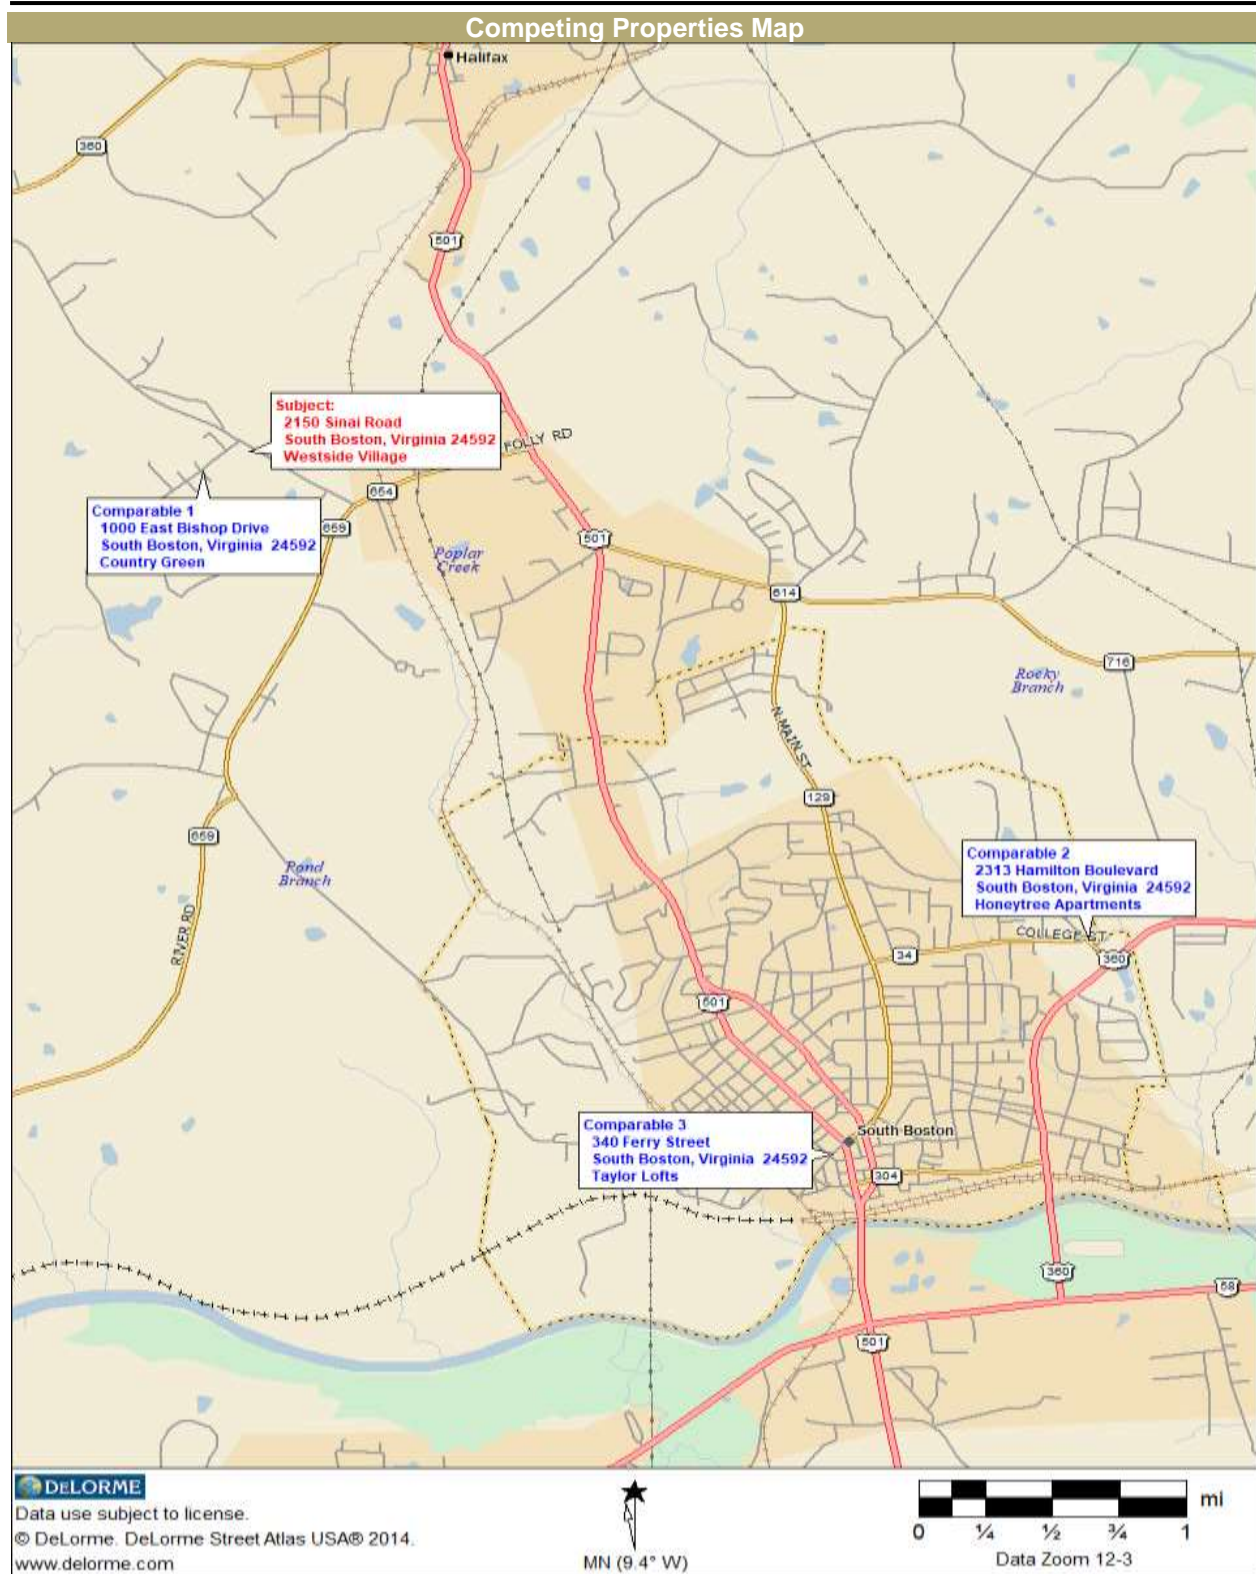 Competing Properties Map
Halifax
360
501
Subject:
2150 Sinai Road
South Boston, Virginia 24592
Westside Village
FOLLY RD
654
Comparable 1
1000 East Bishop Drive
South Boston, Virginia 24592
Country Green
659
501
Poplar
Creek
614
716
Rocky
Branch
N MAIN ST
129
659
Pond
Branch
RIVER RD
Comparable 2
2313 Hamilton Boulevard
South Boston, Virginia 24592
Honeytree Apartments
COLLEGE ST
34
360
501
Comparable 3
340 Ferry Street
South Boston, Virginia 24592
Taylor Lofts
South Boston
304
360
58
501
DELORME
Data use subject to license.
© DeLorme. DeLorme Street Atlas USA® 2014.
www.delorme.com
MN (9.4° W)
mi
0 ¼ ½ ¾ 1
Data Zoom 12-3